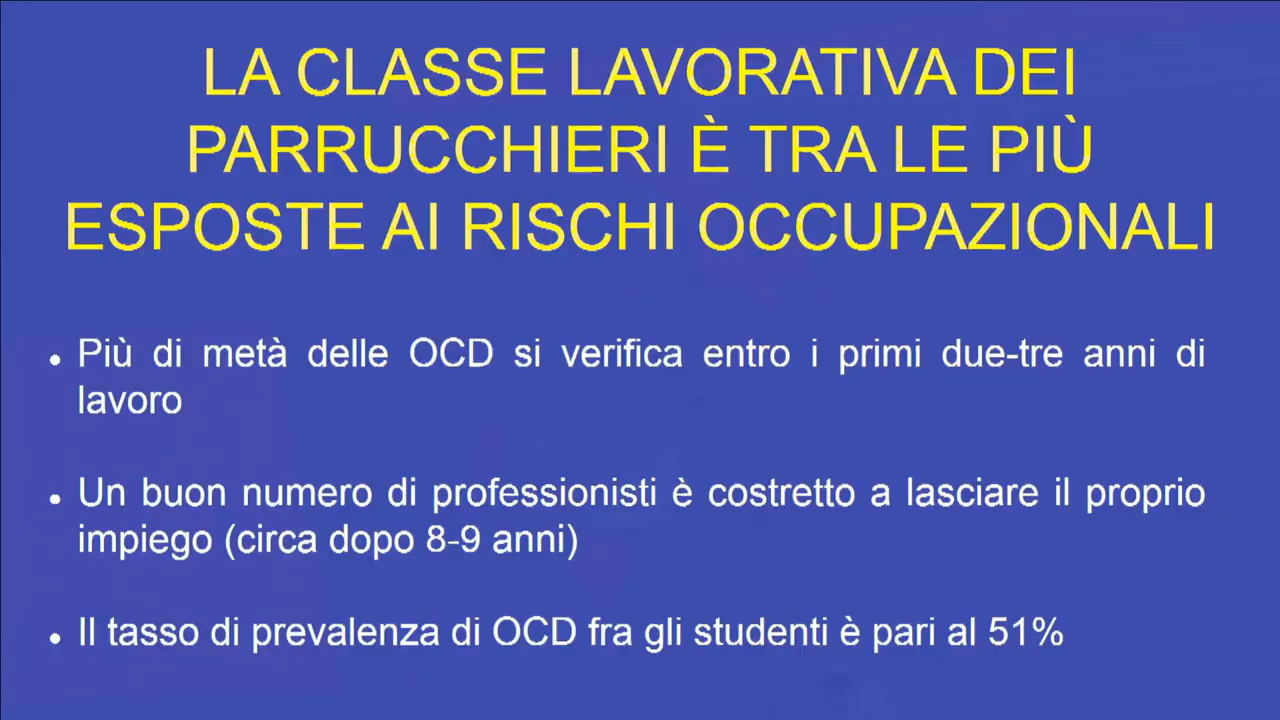 LA CLASSE LAVORATIVA DEI
PARRUCCHIERI È TRA LE PIÙ
ESPOSTE AI RISCHI OCCUPAZIONALI
• Più di metà delle OCD si verifica entro i primi due-tre anni di
lavoro
• Un buon numero di professionisti è costretto a lasciare il proprio
impiego (circa dopo 8-9 anni)
• Il tasso di prevalenza di OCD fra gli studenti è pari al 51%